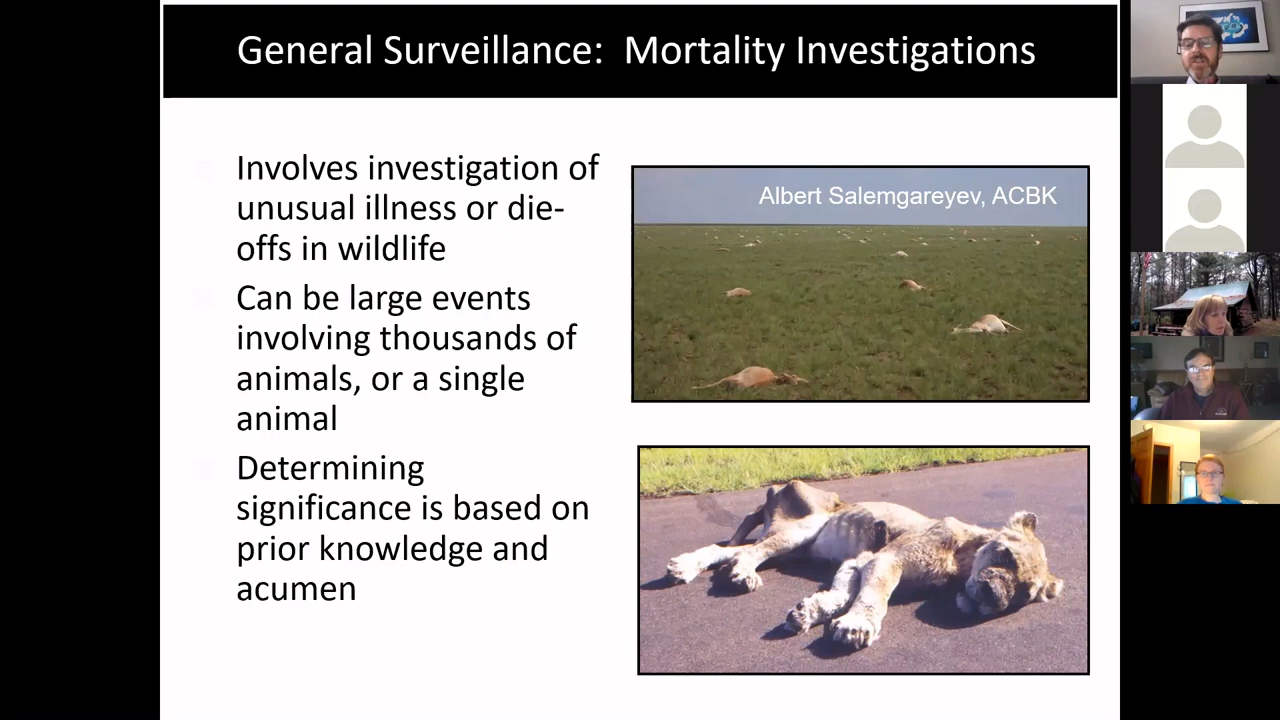 General Surveillance:  Mortality Investigations
Involves investigation of
unusual illness or die-
offs in wildlife
Can be large events
involving thousands of
animals, or a single
animal
Determining
significance is based on
prior knowledge and
acumen
Albert Salemgareyev, ACBK